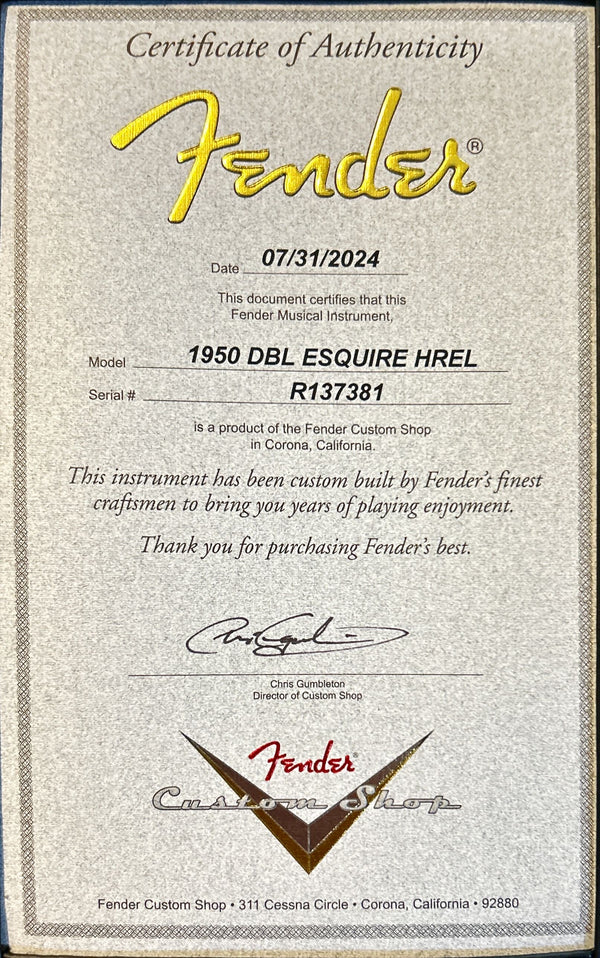 Certificate of Authenticity
Fender®
Date 07/31/2024
This document certifies that this
Fender Musical Instrument,
Model 1950 DBL ESQUIRE HREL
Serial # R137381
is a product of the Fender Custom Shop
in Corona, California.
This instrument has been custom built by Fender's finest
craftsmen to bring you years of playing enjoyment.
Thank you for purchasing Fender's best.
Chris Gumbleton
Director of Custom Shop
Fender®
Custom Shop
Fender Custom Shop • 311 Cessna Circle • Corona, California • 92880